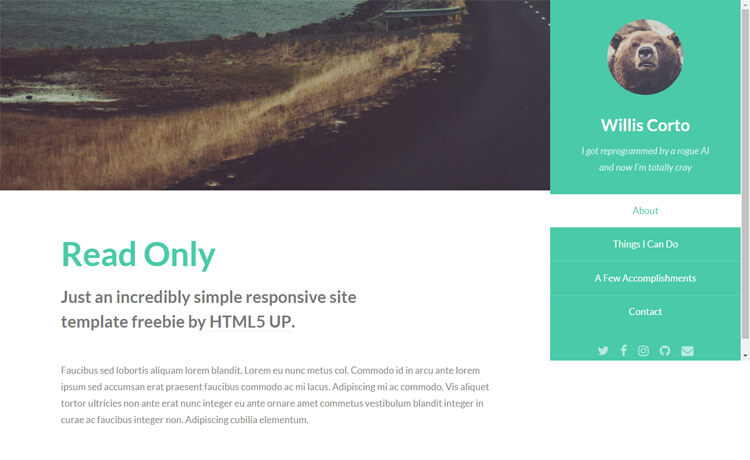 Willis Corto
I got reprogrammed by a rogue AI
and now I'm totally cray
About
Things I Can Do
A Few Accomplishments
Contact
Read Only
Just an incredibly simple responsive site
template freebie by HTML5 UP.
Faucibus sed lobortis aliquam lorem blandit. Lorem eu nunc metus col. Commodo id in arcu ante lorem
ipsum sed accumsan erat praesent faucibus commodo ac mi lacus. Adipiscing mi ac commodo. Vis aliquet
tortor ultricies non ante erat nunc integer eu ante ornare amet commetus vestibulum blandit integer in
curae ac faucibus integer non. Adipiscing cubilia elementum.